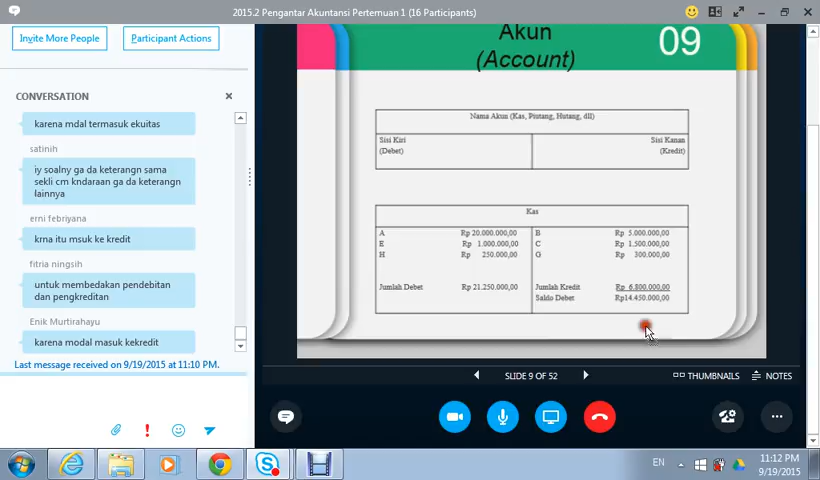 2015.2 Pengantar Akuntansi Pertemuan 1 (16 Participants)
Invite More People
Participant Actions
CONVERSATION
karena mdal termasuk ekuitas
satinih
iy soalny ga da keterangn sama
sekli cm kndaraan ga da keterangn
lainnya
erni febriyana
krna itu msuk ke kredit
fitria ningsih
untuk membedakan pendebitan
dan pengkreditan
Enik Murtirahayu
karena modal masuk kekredit
Last message received on 9/19/2015 at 11:10 PM.
Akun
(Account)
09
Nama Akun (Kas, Piutang, Hutang, dll)
Sisi Kiri
(Debet)
Sisi Kanan
(Kredit)
Kas
A Rp 20.000.000,00 B Rp 5.000.000,00
E Rp 1.000.000,00 C Rp 1.500.000,00
H Rp 250.000,00 G Rp 300.000,00
Jumlah Debet Rp 21.250.000,00 Jumlah Kredit Rp 6.800.000,00
Saldo Debet Rp14.450.000,00
SLIDE 9 OF 52
THUMBNAILS
NOTES
EN
11:12 PM
9/19/2015